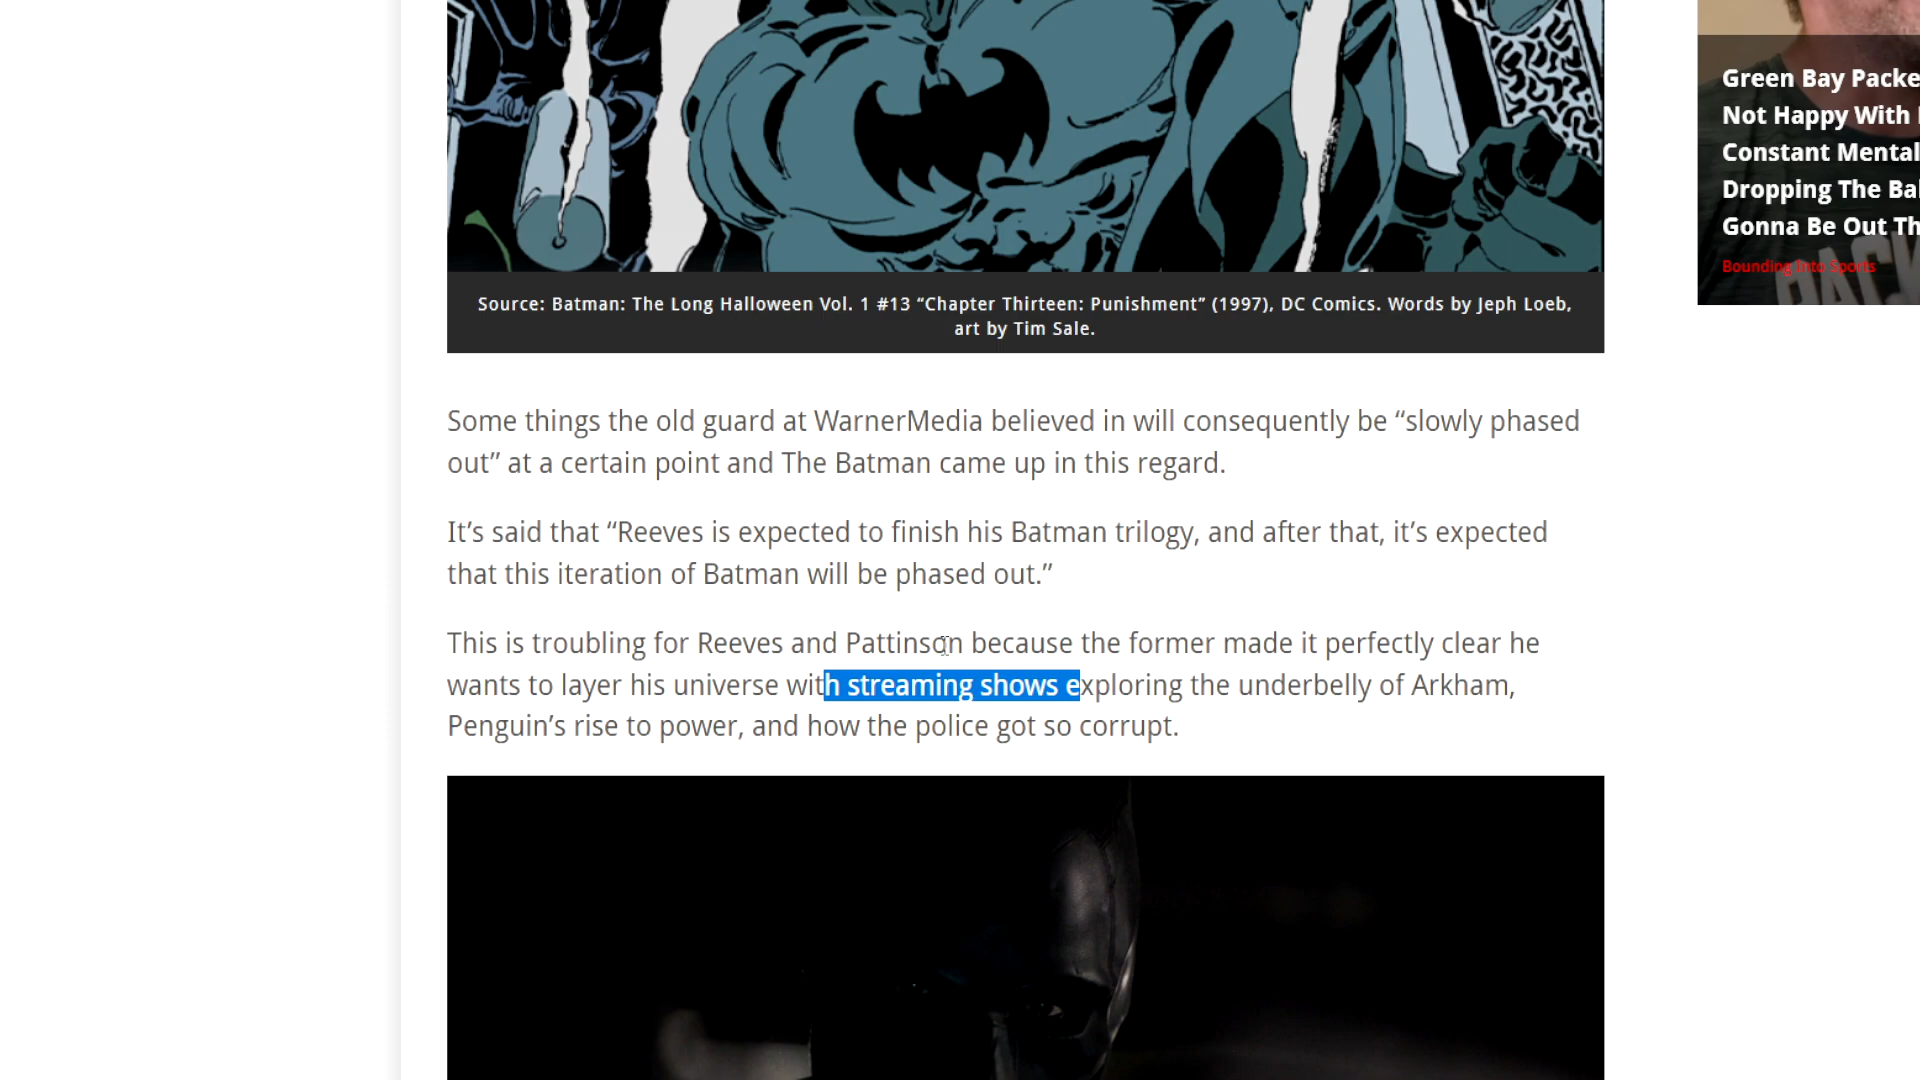 Source: Batman: The Long Halloween Vol. 1 #13 “Chapter Thirteen: Punishment” (1997), DC Comics. Words by Jeph Loeb,
art by Tim Sale.
Some things the old guard at WarnerMedia believed in will consequently be “slowly phased
out” at a certain point and The Batman came up in this regard.
It’s said that “Reeves is expected to finish his Batman trilogy, and after that, it’s expected
that this iteration of Batman will be phased out.”
This is troubling for Reeves and Pattinson because the former made it perfectly clear he
wants to layer his universe with streaming shows exploring the underbelly of Arkham,
Penguin’s rise to power, and how the police got so corrupt.
Green Bay Packe
Not Happy With
Constant Mental
Dropping The Ba
Gonna Be Out Th
Bounding Into Sports